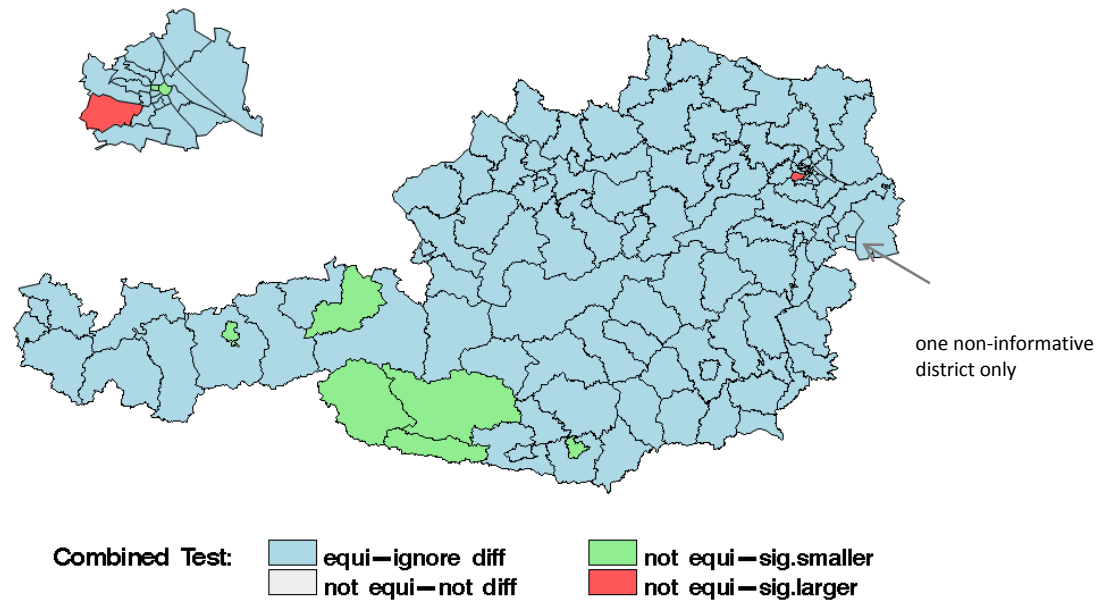 one non-informative
district only
Combined Test:
equi−ignore diff
not equi−sig.smaller
not equi−not diff
not equi−sig.larger